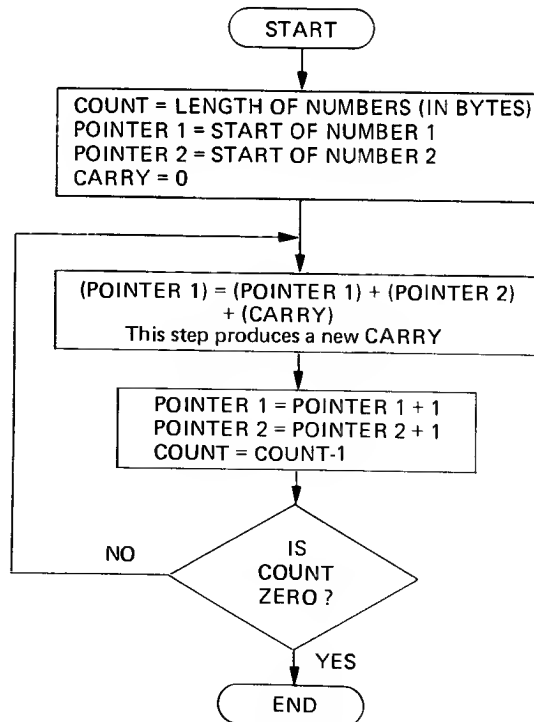 START
COUNT = LENGTH OF NUMBERS (IN BYTES)
POINTER 1 = START OF NUMBER 1
POINTER 2 = START OF NUMBER 2
CARRY = 0
(POINTER 1) = (POINTER 1) + (POINTER 2)
+ (CARRY)
This step produces a new CARRY
POINTER 1 = POINTER 1 + 1
POINTER 2 = POINTER 2 + 1
COUNT = COUNT-1
NO
IS
COUNT
ZERO ?
YES
END